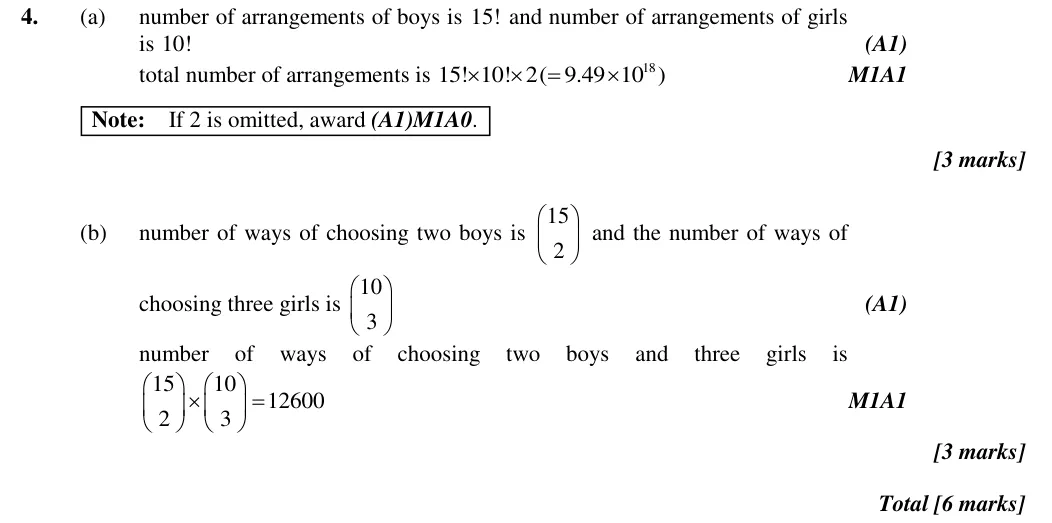 4. (a) number of arrangements of boys is 15! and number of arrangements of girls
is 10! (A1)
total number of arrangements is 15!×10!×2(=9.49×10¹⁸) M1A1
Note: If 2 is omitted, award (A1)M1A0.
[3 marks]
(b) number of ways of choosing two boys is (15 2) and the number of ways of
choosing three girls is (10 3) (A1)
number of ways of choosing two boys and three girls is
(15 2)×(10 3)=12600 M1A1
[3 marks]
Total [6 marks]